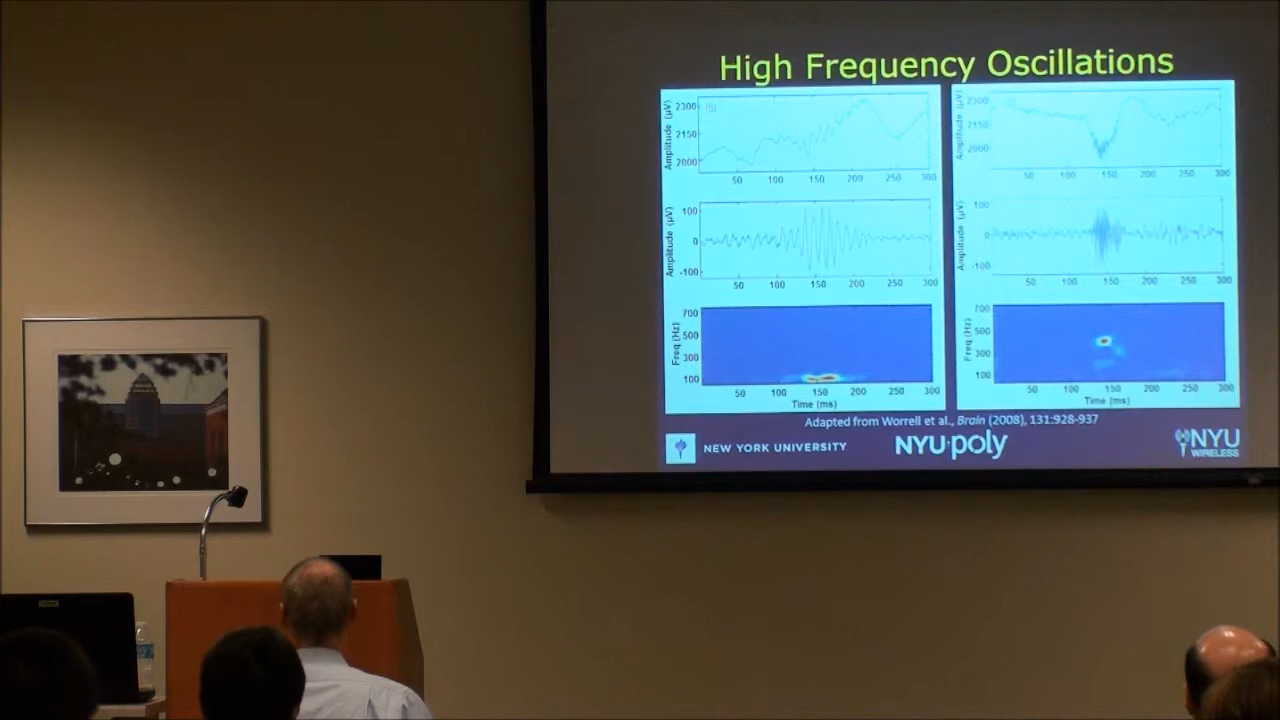 High Frequency Oscillations
Amplitude (µV)
2300
2150
2000
50 100 150 200 250 300
Amplitude (µV)
100
0
-100
50 100 150 200 250 300
Freq (Hz)
700
500
300
100
50 100 150 200 250 300
Time (ms)
Amplitude (µV)
2300
2150
2000
50 100 150 200 250 300
Amplitude (µV)
100
0
-100
50 100 150 200 250 300
Freq (Hz)
700
500
300
100
50 100 150 200 250 300
Time (ms)
Adapted from Worrell et al., Brain (2008), 131:928-937
NEW YORK UNIVERSITY
NYU·poly
NYU
WIRELESS